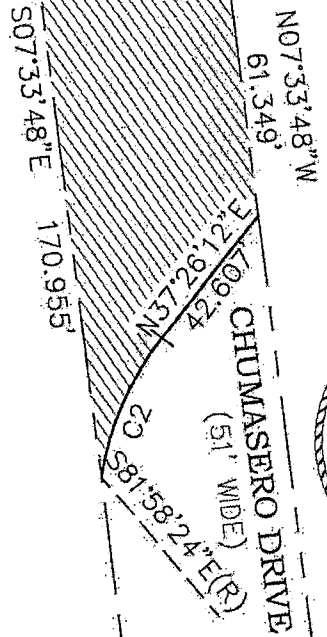 N07°33'48"W
61.349'
S07°33'48"E 170.955'
N37°26'12"E
42.607'
CHUMASERO DRIVE
(51' WIDE)
C2
S81°58'24"E(R)